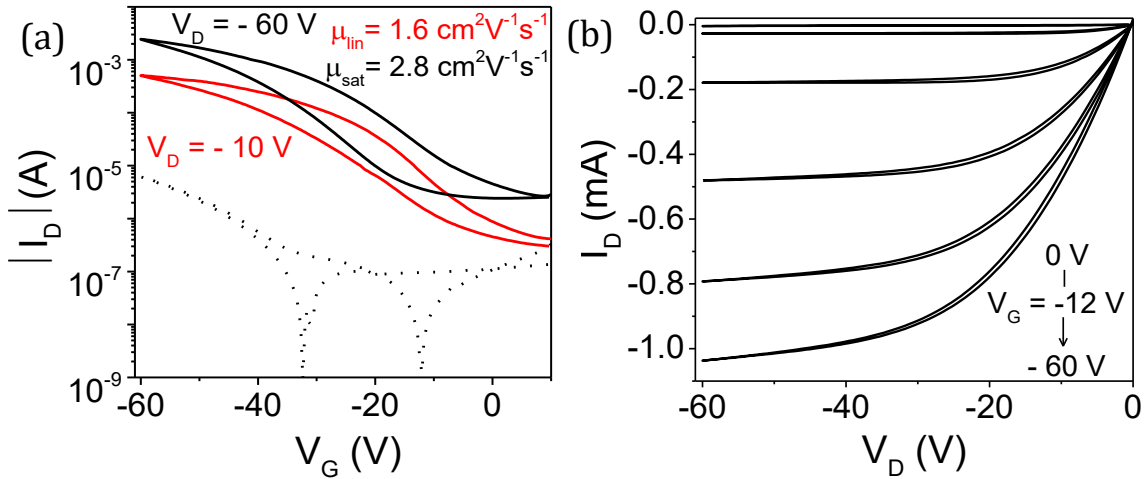 (a)
V_D = - 60 V
μ_lin = 1.6 cm²V⁻¹s⁻¹
μ_sat = 2.8 cm²V⁻¹s⁻¹
V_D = - 10 V
10⁻³
10⁻⁵
10⁻⁷
10⁻⁹
| I_D | (A)
-60 -40 -20 0
V_G (V)
(b)
0.0
-0.2
-0.4
-0.6
-0.8
-1.0
I_D (mA)
0 V
V_G = -12 V
- 60 V
-60 -40 -20 0
V_D (V)